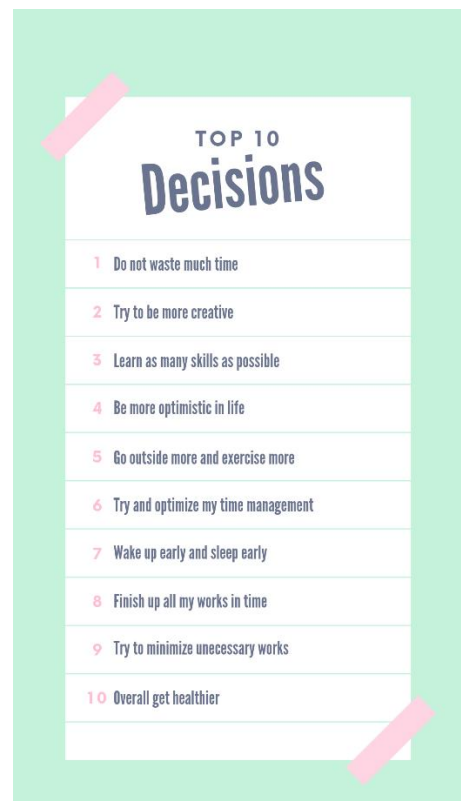 TOP 10
Decisions
1 Do not waste much time
2 Try to be more creative
3 Learn as many skills as possible
4 Be more optimistic in life
5 Go outside more and exercise more
6 Try and optimize my time management
7 Wake up early and sleep early
8 Finish up all my works in time
9 Try to minimize unecessary works
10 Overall get healthier